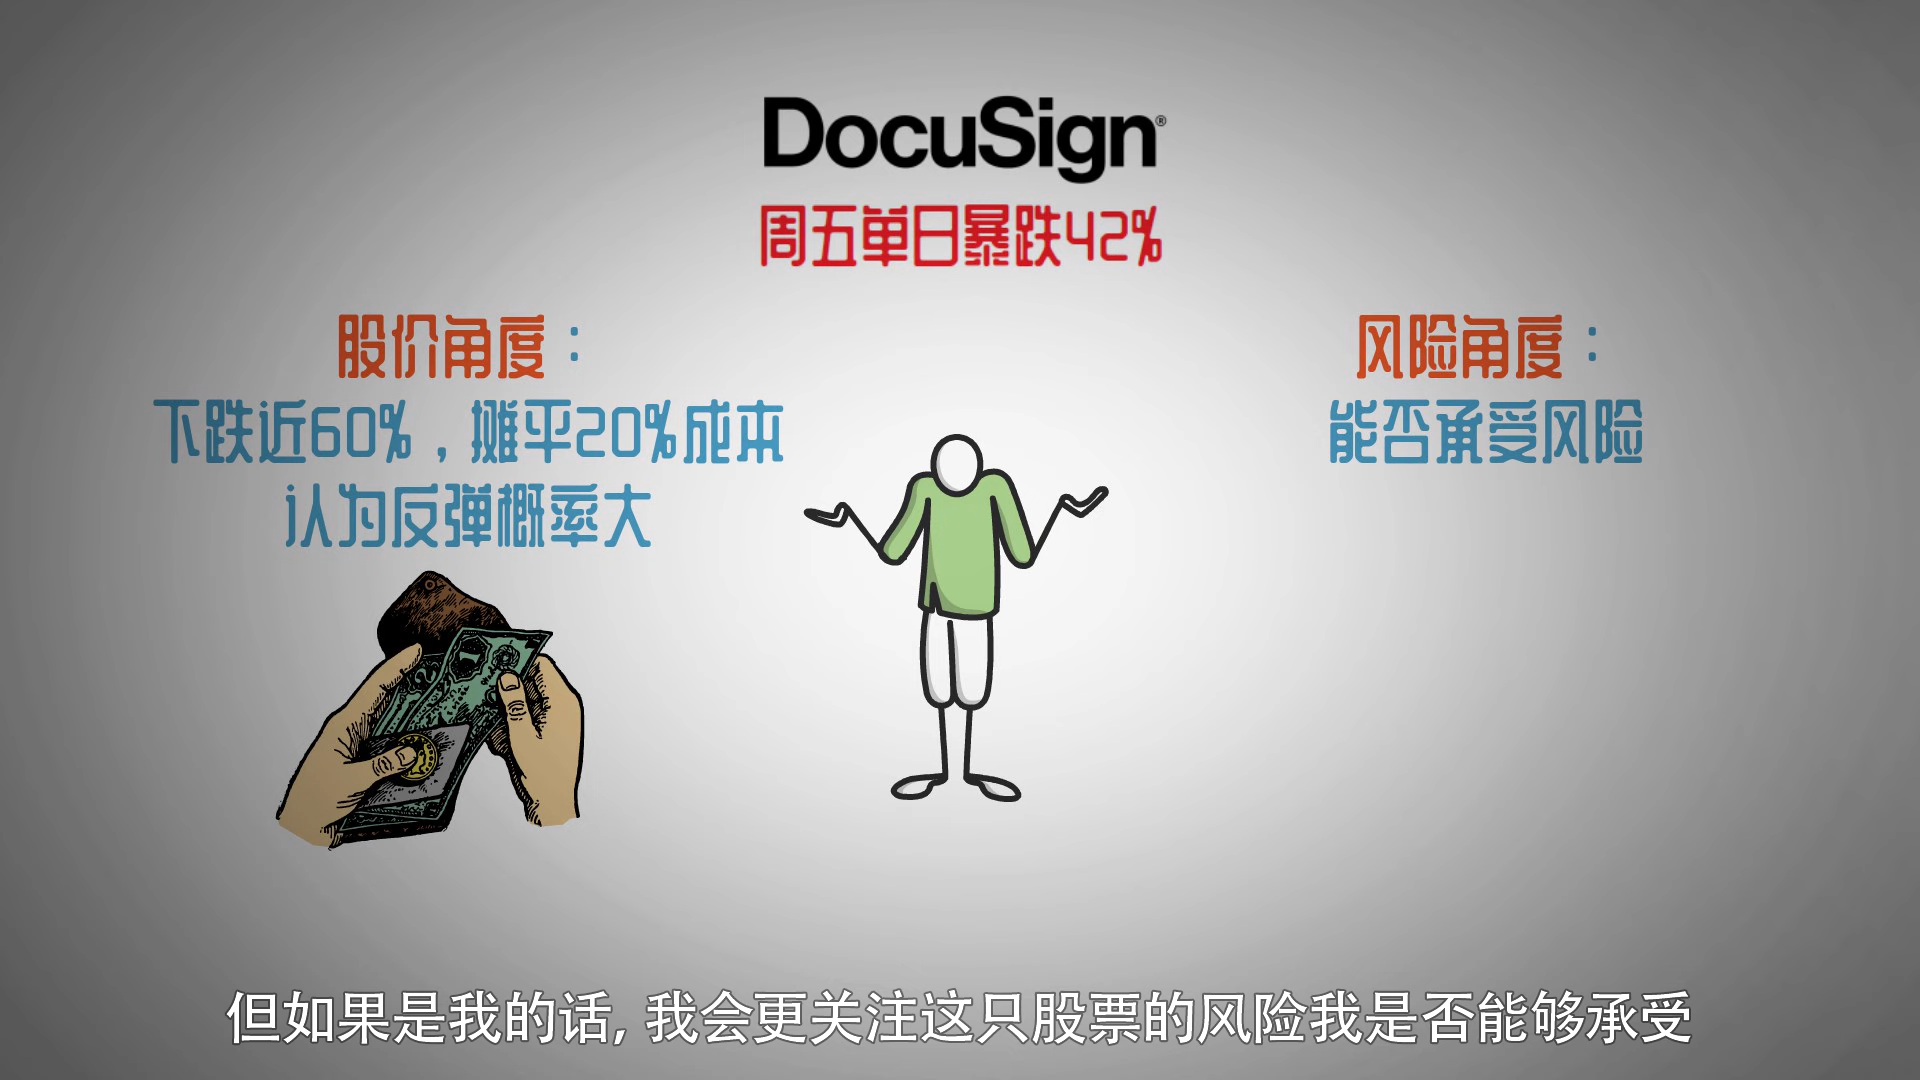 DocuSign®
周五单日暴跌42%
股价角度：
下跌近60%，摊平20%成本
认为反弹概率大
风险角度：
能否承受风险
但如果是我的话, 我会更关注这只股票的风险我是否能够承受